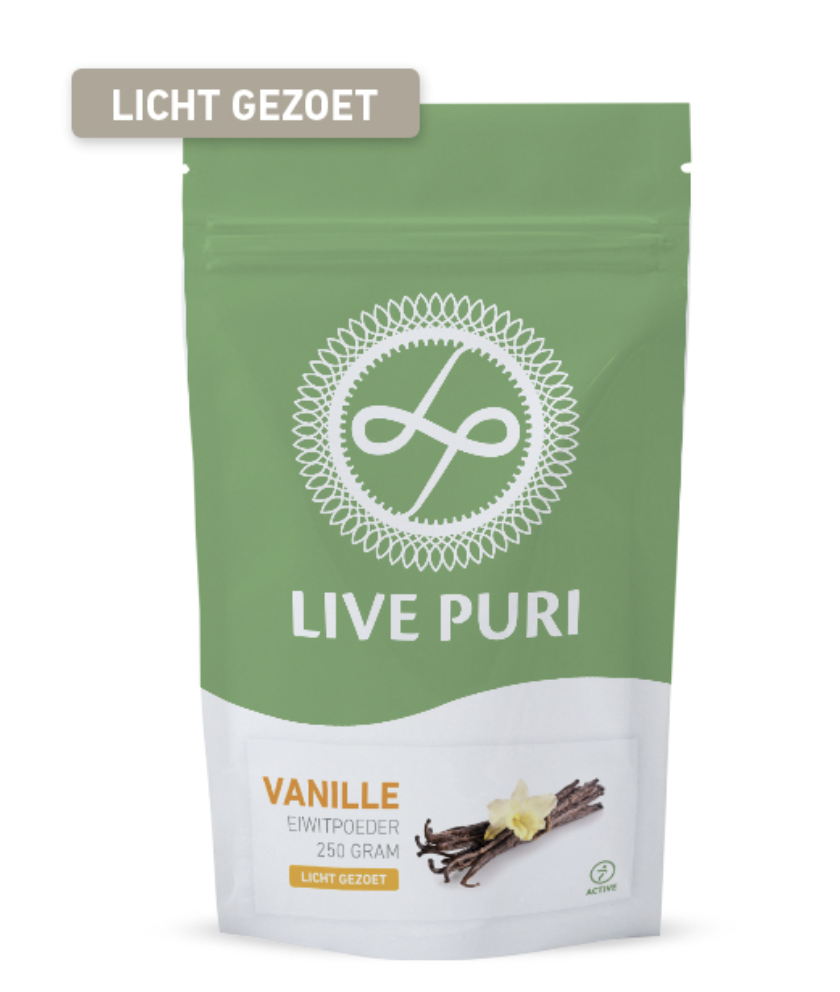 LICHT GEZOET
LIVE PURI
VANILLE
EIWITPOEDER
250 GRAM
LICHT GEZOET
ACTIVE